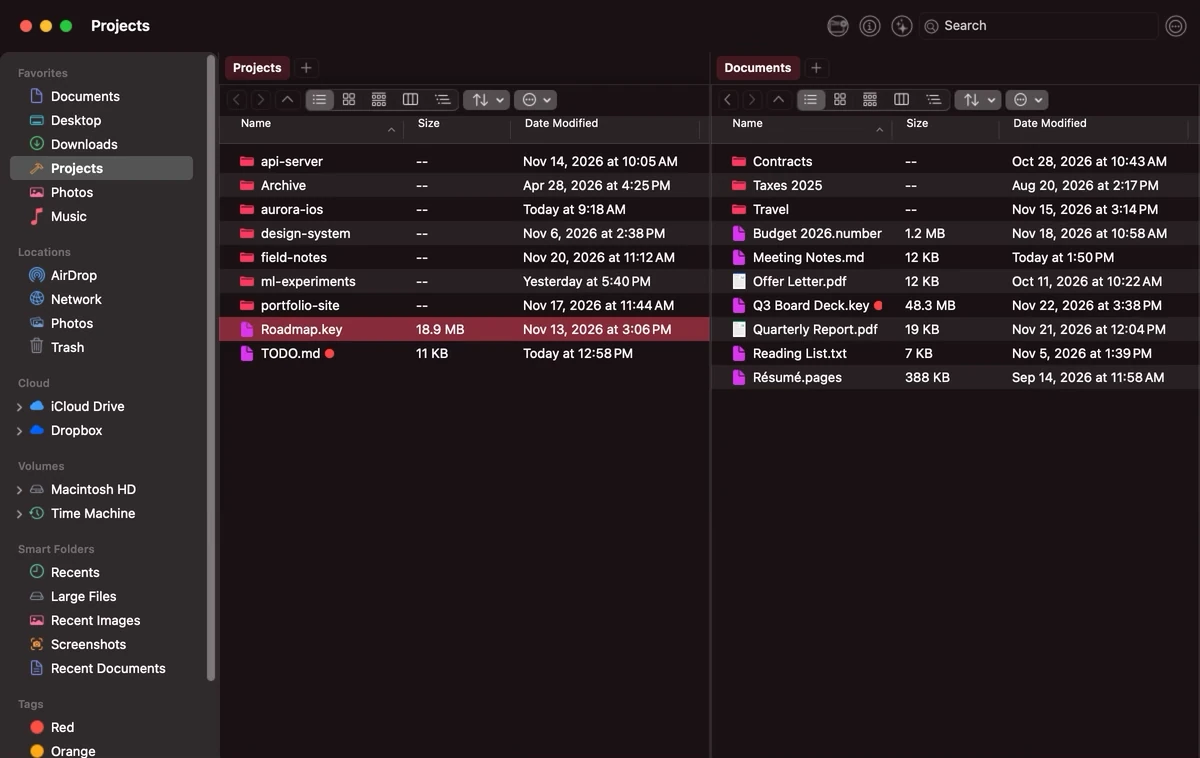 Projects
Search
Favorites
Documents
Desktop
Downloads
Projects
Photos
Music
Locations
AirDrop
Network
Photos
Trash
Cloud
iCloud Drive
Dropbox
Volumes
Macintosh HD
Time Machine
Smart Folders
Recents
Large Files
Recent Images
Screenshots
Recent Documents
Tags
Red
Orange
Projects +
Name Size Date Modified
api-server -- Nov 14, 2026 at 10:05 AM
Archive -- Apr 28, 2026 at 4:25 PM
aurora-ios -- Today at 9:18 AM
design-system -- Nov 6, 2026 at 2:38 PM
field-notes -- Nov 20, 2026 at 11:12 AM
ml-experiments -- Yesterday at 5:40 PM
portfolio-site -- Nov 17, 2026 at 11:44 AM
Roadmap.key 18.9 MB Nov 13, 2026 at 3:06 PM
TODO.md 11 KB Today at 12:58 PM
Documents +
Name Size Date Modified
Contracts -- Oct 28, 2026 at 10:43 AM
Taxes 2025 -- Aug 20, 2026 at 2:17 PM
Travel -- Nov 15, 2026 at 3:14 PM
Budget 2026.number 1.2 MB Nov 18, 2026 at 10:58 AM
Meeting Notes.md 12 KB Today at 1:50 PM
Offer Letter.pdf 12 KB Oct 11, 2026 at 10:22 AM
Q3 Board Deck.key 48.3 MB Nov 22, 2026 at 3:38 PM
Quarterly Report.pdf 19 KB Nov 21, 2026 at 12:04 PM
Reading List.txt 7 KB Nov 5, 2026 at 1:39 PM
Résumé.pages 388 KB Sep 14, 2026 at 11:58 AM